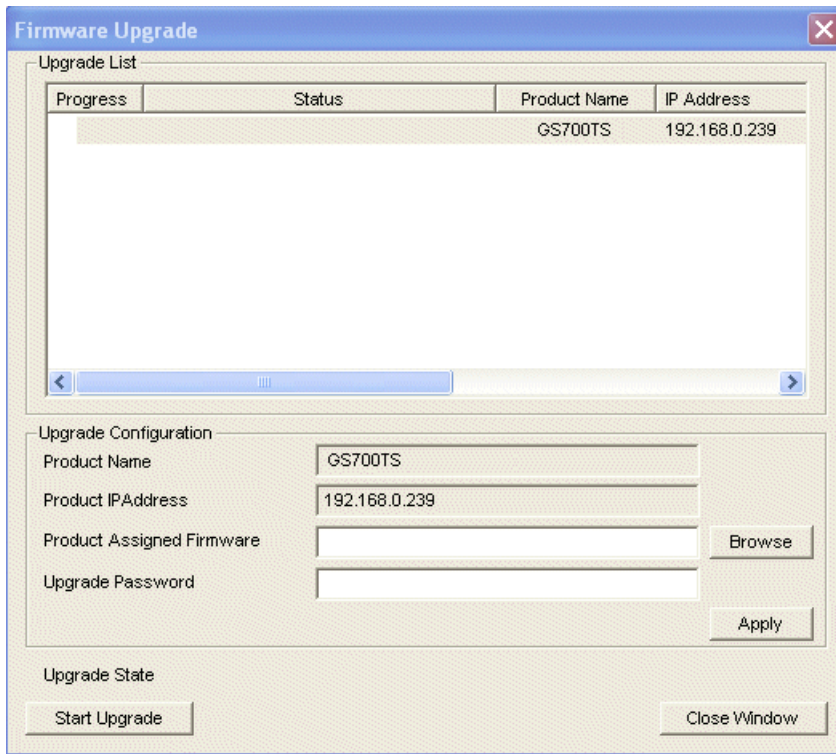 Firmware Upgrade
Upgrade List
Progress Status Product Name IP Address
GS700TS 192.168.0.239
Upgrade Configuration
Product Name GS700TS
Product IPAddress 192.168.0.239
Product Assigned Firmware Browse
Upgrade Password
Apply
Upgrade State
Start Upgrade Close Window